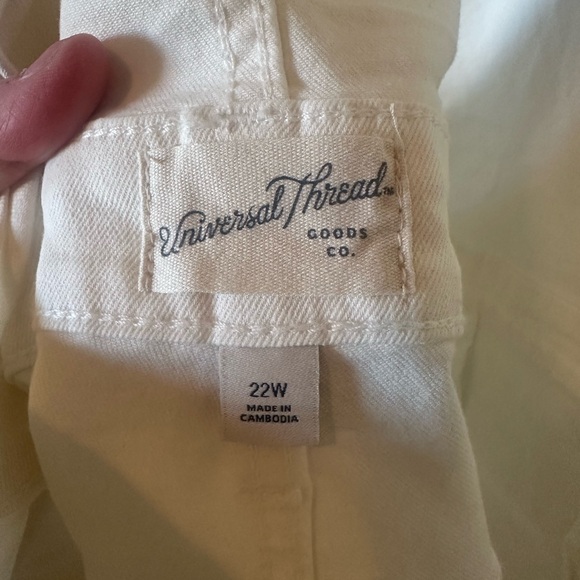 Universal Thread™
GOODS
CO.
22W
MADE IN
CAMBODIA